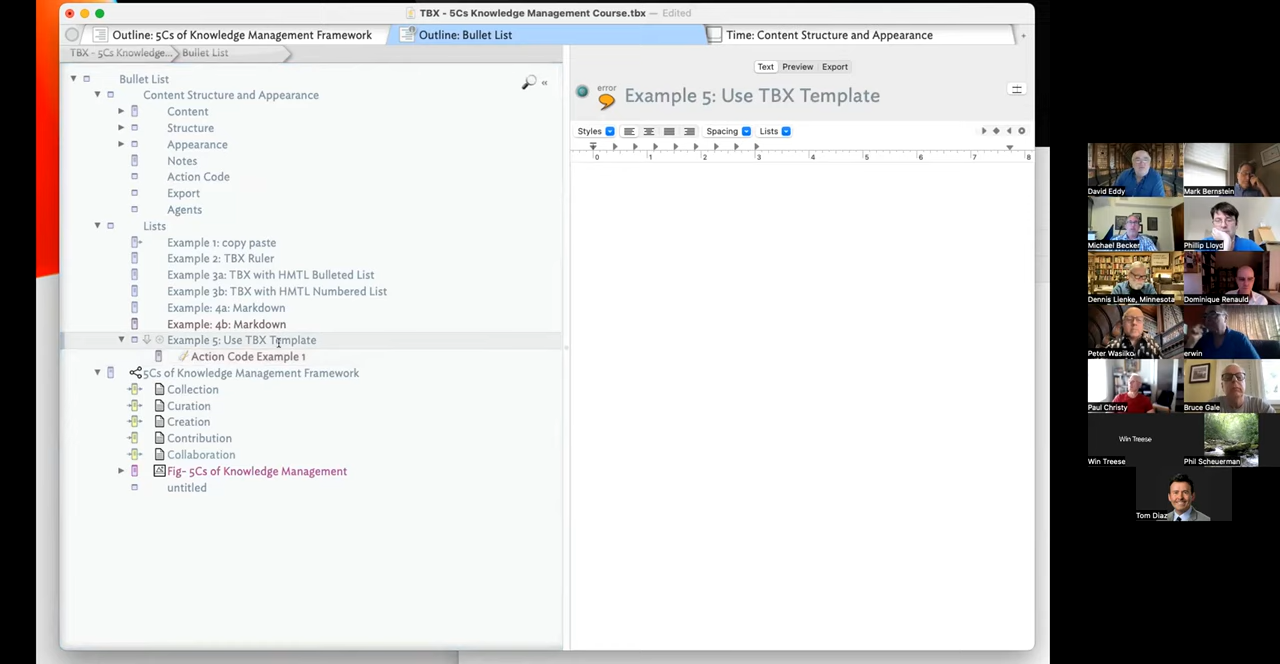 TBX - 5Cs Knowledge Management Course.tbx — Edited
Outline: 5Cs of Knowledge Management Framework
Outline: Bullet List
Time: Content Structure and Appearance
TBX - 5Cs Knowledge... Bullet List
Bullet List
Content Structure and Appearance
Content
Structure
Appearance
Notes
Action Code
Export
Agents
Lists
Example 1: copy paste
Example 2: TBX Ruler
Example 3a: TBX with HMTL Bulleted List
Example 3b: TBX with HMTL Numbered List
Example: 4a: Markdown
Example: 4b: Markdown
Example 5: Use TBX Template
Action Code Example 1
5Cs of Knowledge Management Framework
Collection
Curation
Creation
Contribution
Collaboration
Fig- 5Cs of Knowledge Management
untitled
Text Preview Export
error
Example 5: Use TBX Template
Styles Spacing Lists
0 1 2 3 4 5 6 7 8
David Eddy
Mark Bernstein
Michael Becker
Phillip Lloyd
Dennis Lienke, Minnesota
Dominique Renauld
Peter Wasilko
erwin
Paul Christy
Bruce Gale
Win Treese
Win Treese
Phil Scheuerman
Tom Diaz